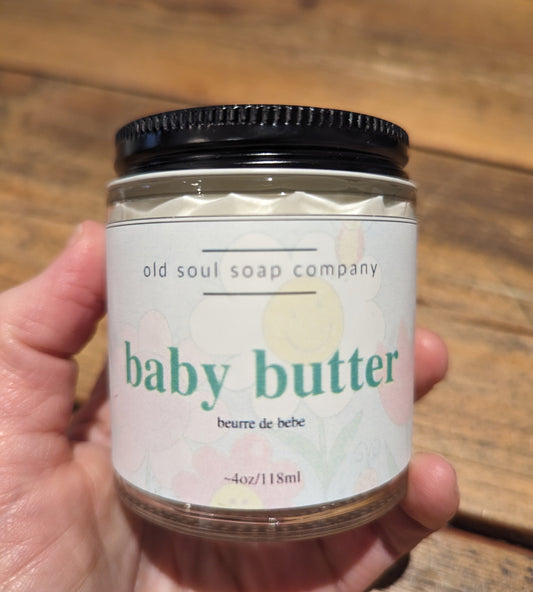 old soul soap company
baby butter
beurre de bebe
~4oz/118ml